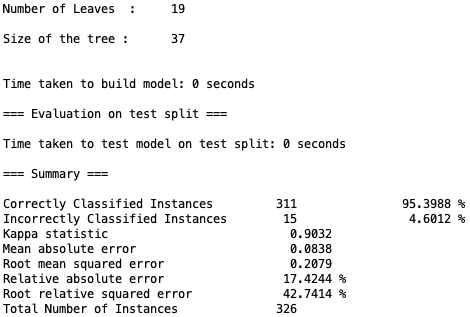 Number of Leaves  :     19
Size of the tree :      37
Time taken to build model: 0 seconds
=== Evaluation on test split ===
Time taken to test model on test split: 0 seconds
=== Summary ===
Correctly Classified Instances         311               95.3988 %
Incorrectly Classified Instances        15                4.6012 %
Kappa statistic                          0.9032
Mean absolute error                      0.0838
Root mean squared error                  0.2079
Relative absolute error                 17.4244 %
Root relative squared error             42.7414 %
Total Number of Instances              326